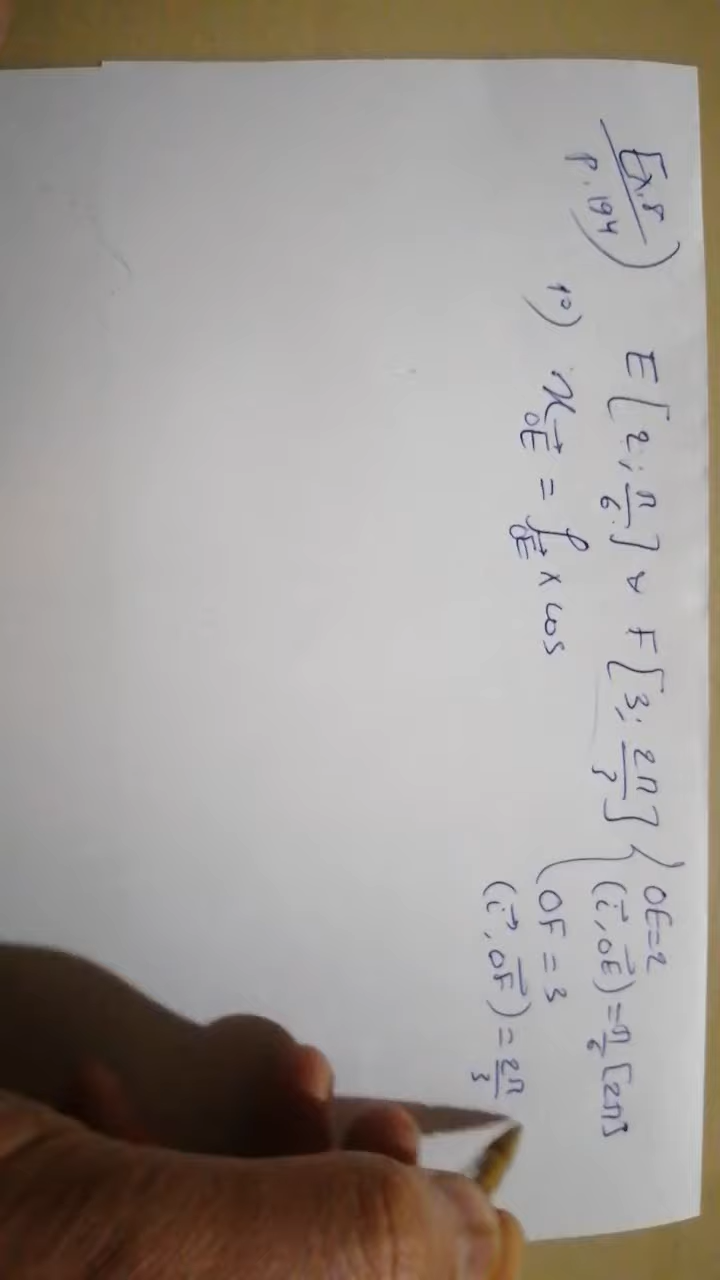 Ex.8
p.194) E[2; π/6] & F[3; 2π/3] { OE=2
(i⃗, OE⃗) = π/6 [2π]
1°) x_OE⃗ = ρ_OE⃗ × cos
( OF = 3
(i⃗, OF⃗) = 2π/3